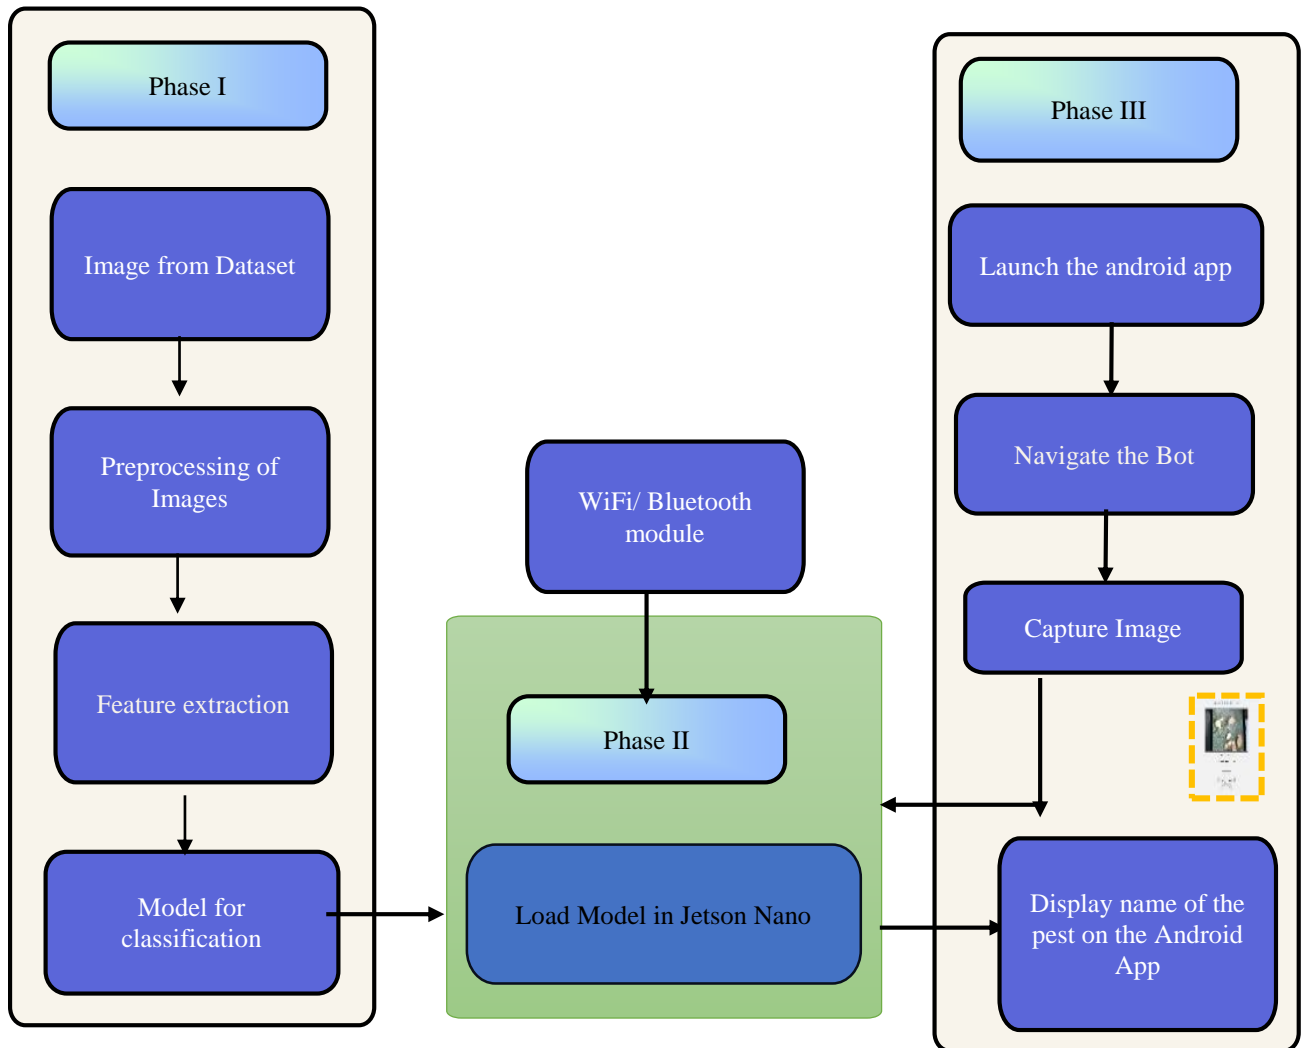 Phase I
Image from Dataset
Preprocessing of
Images
Feature extraction
Model for
classification
WiFi/ Bluetooth
module
Phase II
Load Model in Jetson Nano
Phase III
Launch the android app
Navigate the Bot
Capture Image
Display name of the
pest on the Android
App